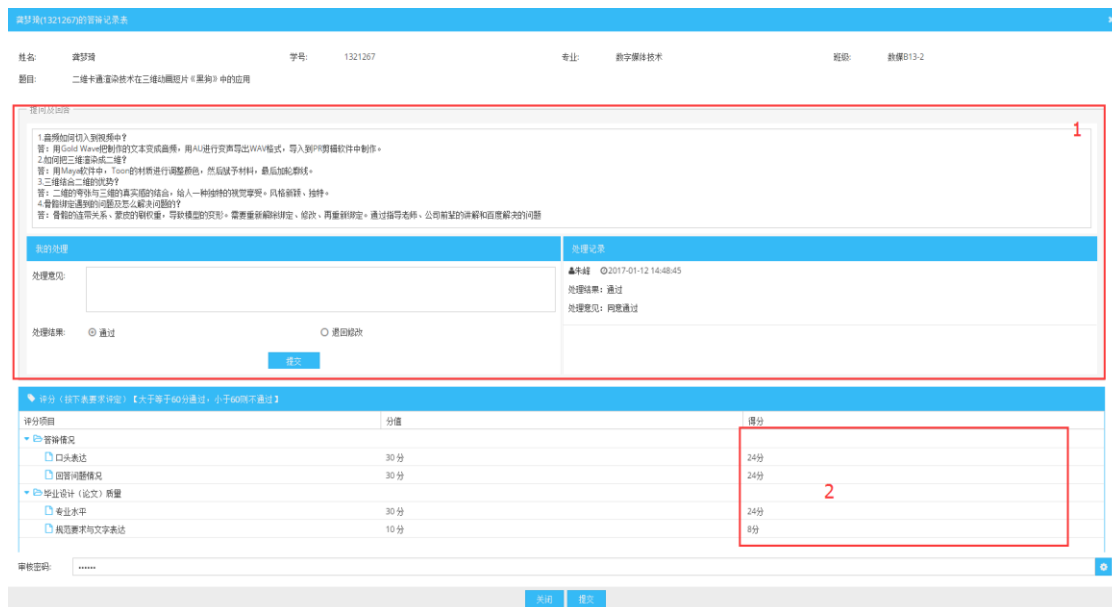 龚梦琦(1321267)的答辩记录表
姓名: 龚梦琦 学号: 1321267 专业: 数字媒体技术 班级: 数媒B13-2
题目: 二维卡通渲染技术在三维动画短片《黑狗》中的应用
提问及回答
1
1.音频如何切入到视频中?
答：用Gold Wave把制作的文本变成音频，用AU进行变声导出WAV格式，导入到PR剪辑软件中制作。
2.如何把三维渲染成二维?
答：用Maya软件中，Toon的材质进行调整颜色，然后赋予材料，最后加轮廓线。
3.三维结合二维的优势?
答：二维的夸张与三维的真实感的结合，给人一种独特的视觉享受。风格新颖、独特。
4.骨骼绑定遇到的问题及怎么解决问题的?
答：骨骼的连带关系、蒙皮的刷权重，导致模型的变形。需要重新解除绑定、修改、再重新绑定。通过指导老师、公司前辈的讲解和百度解决的问题
我的处理 处理记录
处理意见:
朱峰 2017-01-12 14:48:45
处理结果：通过
处理意见：同意通过
处理结果: 通过 退回修改
提交
评分（按下表要求评定）【大于等于60分通过，小于60则不通过】
评分项目 分值 得分
答辩情况
口头表达 30 分 24分
回答问题情况 30 分 24分
毕业设计（论文）质量 2
专业水平 30 分 24分
规范要求与文字表达 10 分 8分
审核密码: ••••••
关闭 提交